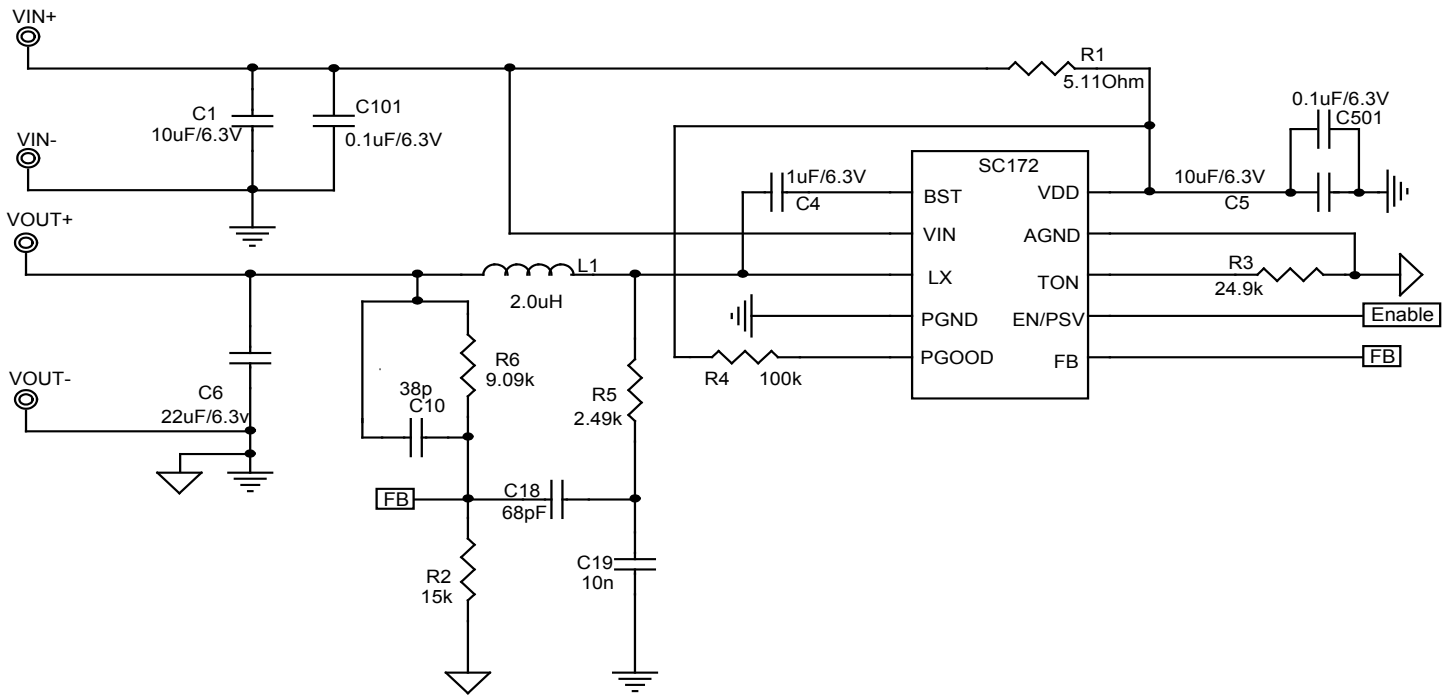 VIN+
R1
5.11Ohm
C1
10uF/6.3V
C101
0.1uF/6.3V
0.1uF/6.3V
C501
VIN-
SC172
1uF/6.3V
C4
BST
VDD
10uF/6.3V
C5
VOUT+
VIN
AGND
L1
2.0uH
LX
TON
R3
24.9k
PGND
EN/PSV
Enable
R6
9.09k
PGOOD
FB
FB
R4
100k
VOUT-
C6
22uF/6.3v
38p
C10
R5
2.49k
FB
C18
68pF
R2
15k
C19
10n